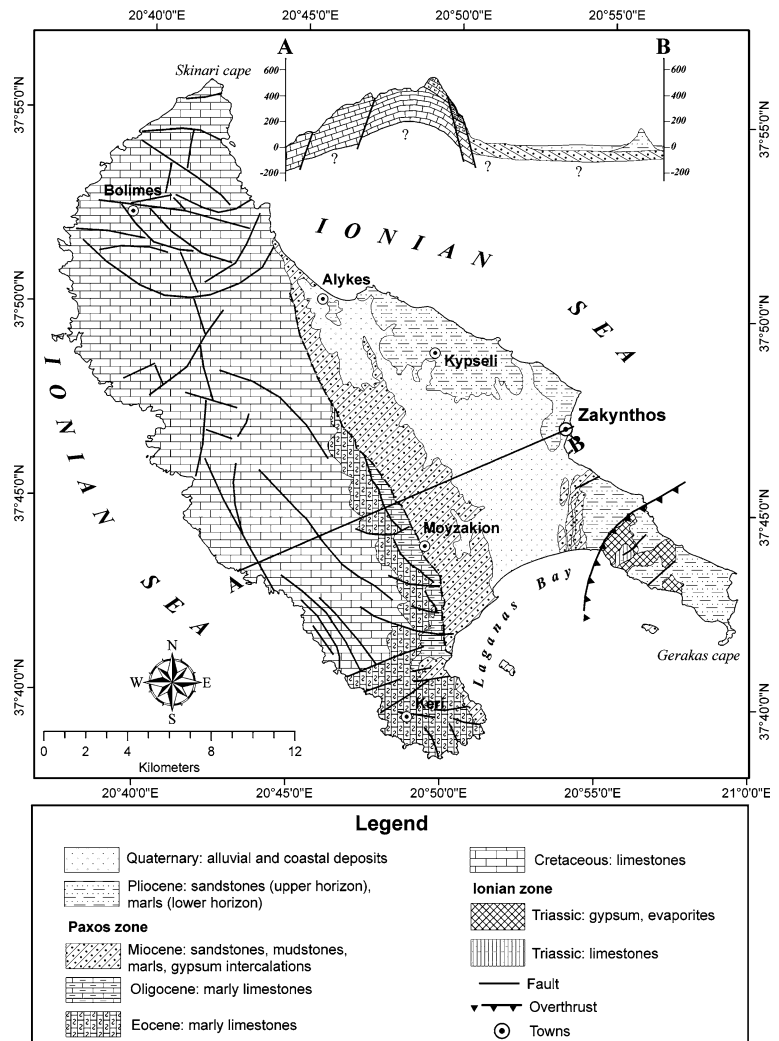 20°40'0"E 20°45'0"E 20°50'0"E 20°55'0"E
A B
Skinari cape
600 600
400 400
200 200
0 0
-200 -200
? ? ? ?
37°55'0"N 37°55'0"N
Bolimes
IONIAN SEA
Alykes
37°50'0"N 37°50'0"N
Kypseli
IONIAN SEA
Zakynthos
B
37°45'0"N 37°45'0"N
Moyzakion
A
Laganas Bay
Gerakas cape
N
W E
S
37°40'0"N 37°40'0"N
Keri
0 2 4 6 8 12
Kilometers
20°40'0"E 20°45'0"E 20°50'0"E 20°55'0"E 21°0'0"E
Legend
Quaternary: alluvial and coastal deposits
Pliocene: sandstones (upper horizon),
marls (lower horizon)
Paxos zone
Miocene: sandstones, mudstones,
marls, gypsum intercalations
Oligocene: marly limestones
Eocene: marly limestones
Cretaceous: limestones
Ionian zone
Triassic: gypsum, evaporites
Triassic: limestones
Fault
Overthrust
Towns